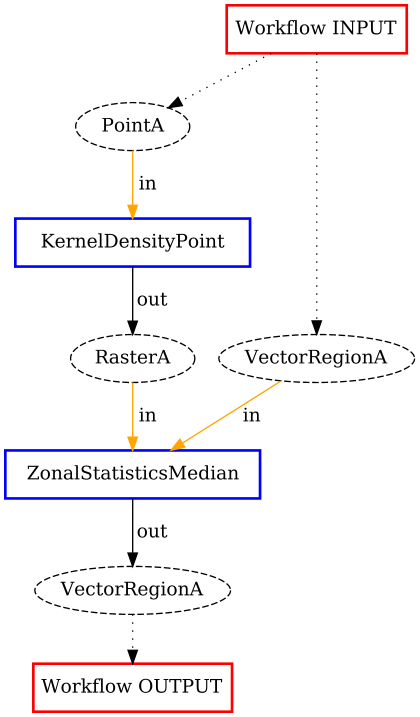 Workflow INPUT
PointA
in
KernelDensityPoint
out
RasterA
VectorRegionA
in
in
ZonalStatisticsMedian
out
VectorRegionA
Workflow OUTPUT